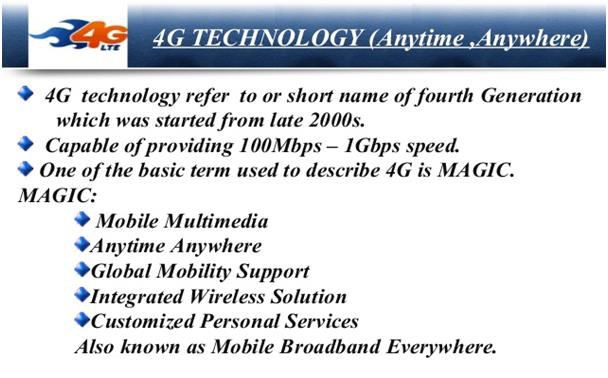 4G LTE
4G TECHNOLOGY (Anytime ,Anywhere)
4G technology refer to or short name of fourth Generation
which was started from late 2000s.
Capable of providing 100Mbps – 1Gbps speed.
One of the basic term used to describe 4G is MAGIC.
MAGIC:
Mobile Multimedia
Anytime Anywhere
Global Mobility Support
Integrated Wireless Solution
Customized Personal Services
Also known as Mobile Broadband Everywhere.